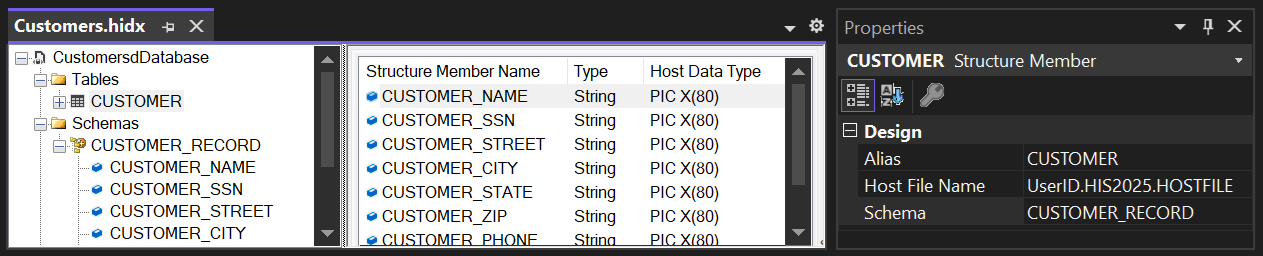 Customers.hidx
CustomersdDatabase
Tables
CUSTOMER
Schemas
CUSTOMER_RECORD
CUSTOMER_NAME
CUSTOMER_SSN
CUSTOMER_STREET
CUSTOMER_CITY
Structure Member Name Type Host Data Type
CUSTOMER_NAME String PIC X(80)
CUSTOMER_SSN String PIC X(80)
CUSTOMER_STREET String PIC X(80)
CUSTOMER_CITY String PIC X(80)
CUSTOMER_STATE String PIC X(80)
CUSTOMER_ZIP String PIC X(80)
CUSTOMER_PHONE String PIC X(80)
Properties
CUSTOMER Structure Member
Design
Alias CUSTOMER
Host File Name UserID.HIS2025.HOSTFILE
Schema CUSTOMER_RECORD